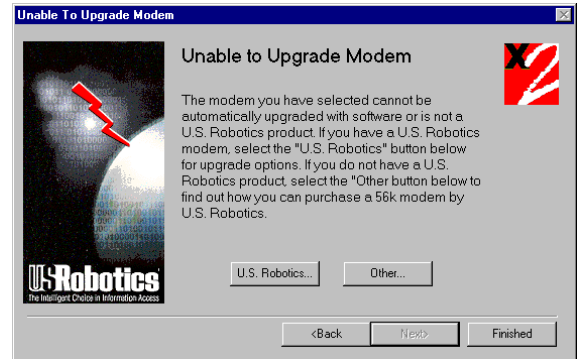 Unable To Upgrade Modem
Unable to Upgrade Modem
X2
The modem you have selected cannot be
automatically upgraded with software or is not a
U.S. Robotics product. If you have a U.S. Robotics
modem, select the "U.S. Robotics" button below
for upgrade options. If you do not have a U.S.
Robotics product, select the "Other button below to
find out how you can purchase a 56k modem by
U.S. Robotics.
U.S. Robotics...
Other...
USRobotics
The Intelligent Choice in Information Access
<Back
Next>
Finished